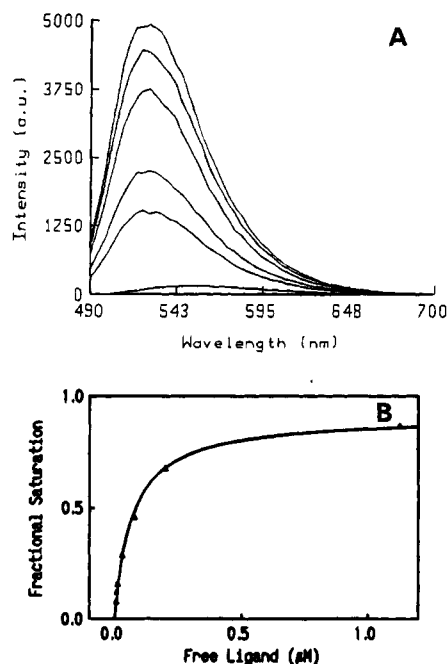 A
5000
3750
2500
1250
0
490
543
595
648
700
Intensity (a.u.)
Wavelength (nm)
B
1.0
0.5
0.0
0.0
0.5
1.0
Fractional Saturation
Free Ligand (μM)